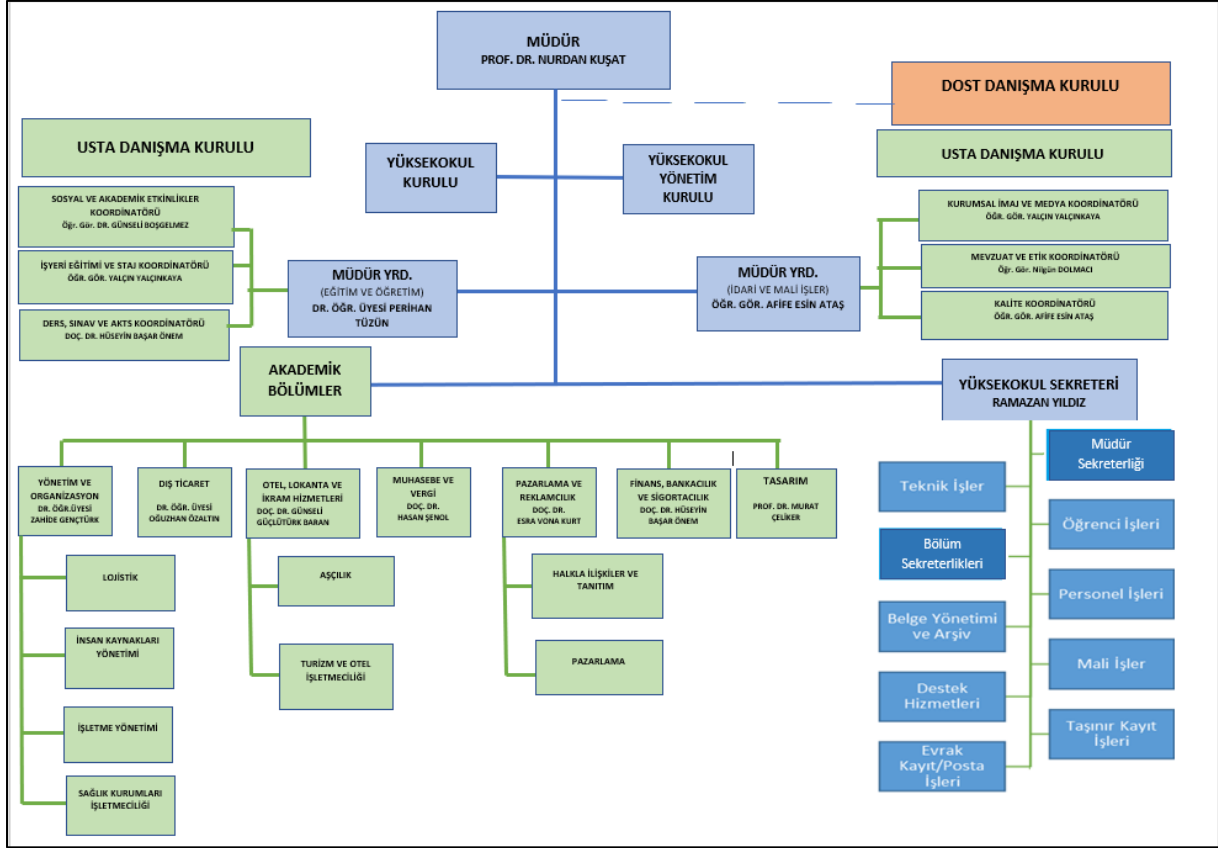 MÜDÜR
PROF. DR. NURDAN KUŞAT
DOST DANIŞMA KURULU
USTA DANIŞMA KURULU
USTA DANIŞMA KURULU
YÜKSEKOKUL
KURULU
YÜKSEKOKUL
YÖNETİM
KURULU
SOSYAL VE AKADEMİK ETKİNLİKLER
KOORDİNATÖRÜ
Öğr. Gör. DR. GÜNSELİ BOŞGELMEZ
İŞYERİ EĞİTİMİ VE STAJ KOORDİNATÖRÜ
ÖĞR. GÖR. YALÇIN YALÇINKAYA
DERS, SINAV VE AKTS KOORDİNATÖRÜ
DOÇ. DR. HÜSEYİN BAŞAR ÖNEM
MÜDÜR YRD.
(EĞİTİM VE ÖĞRETİM)
DR. ÖĞR. ÜYESİ PERİHAN
TÜZÜN
MÜDÜR YRD.
(İDARİ VE MALİ İŞLER)
ÖĞR. GÖR. AFİFE ESİN ATAŞ
KURUMSAL İMAJ VE MEDYA KOORDİNATÖRÜ
ÖĞR. GÖR. YALÇIN YALÇINKAYA
MEVZUAT VE ETİK KOORDİNATÖRÜ
Öğr. Gör. Nilgün DOLMACI
KALİTE KOORDİNATÖRÜ
ÖĞR. GÖR. AFİFE ESİN ATAŞ
AKADEMİK
BÖLÜMLER
YÜKSEKOKUL SEKRETERİ
RAMAZAN YILDIZ
YÖNETİM VE
ORGANİZASYON
DR. ÖĞR.ÜYESİ
ZAHİDE GENÇTÜRK
DIŞ TİCARET
DR. ÖĞR. ÜYESİ
OĞUZHAN ÖZALTIN
OTEL, LOKANTA VE
İKRAM HİZMETLERİ
DOÇ. DR. GÜNSELİ
GÜÇLÜTÜRK BARAN
MUHASEBE VE
VERGİ
DOÇ. DR.
HASAN ŞENOL
PAZARLAMA VE
REKLAMCILIK
DOÇ. DR.
ESRA VONA KURT
FİNANS, BANKACILIK
VE SİGORTACILIK
DOÇ. DR. HÜSEYİN
BAŞAR ÖNEM
TASARIM
PROF. DR. MURAT
ÇELİKER
LOJİSTİK
İNSAN KAYNAKLARI
YÖNETİMİ
İŞLETME YÖNETİMİ
SAĞLIK KURUMLARI
İŞLETMECİLİĞİ
AŞÇILIK
TURİZM VE OTEL
İŞLETMECİLİĞİ
HALKLA İLİŞKİLER VE
TANITIM
PAZARLAMA
Müdür
Sekreterliği
Teknik İşler
Öğrenci İşleri
Bölüm
Sekreterlikleri
Personel İşleri
Belge Yönetimi
ve Arşiv
Mali İşler
Destek
Hizmetleri
Taşınır Kayıt
İşleri
Evrak
Kayıt/Posta
İşleri